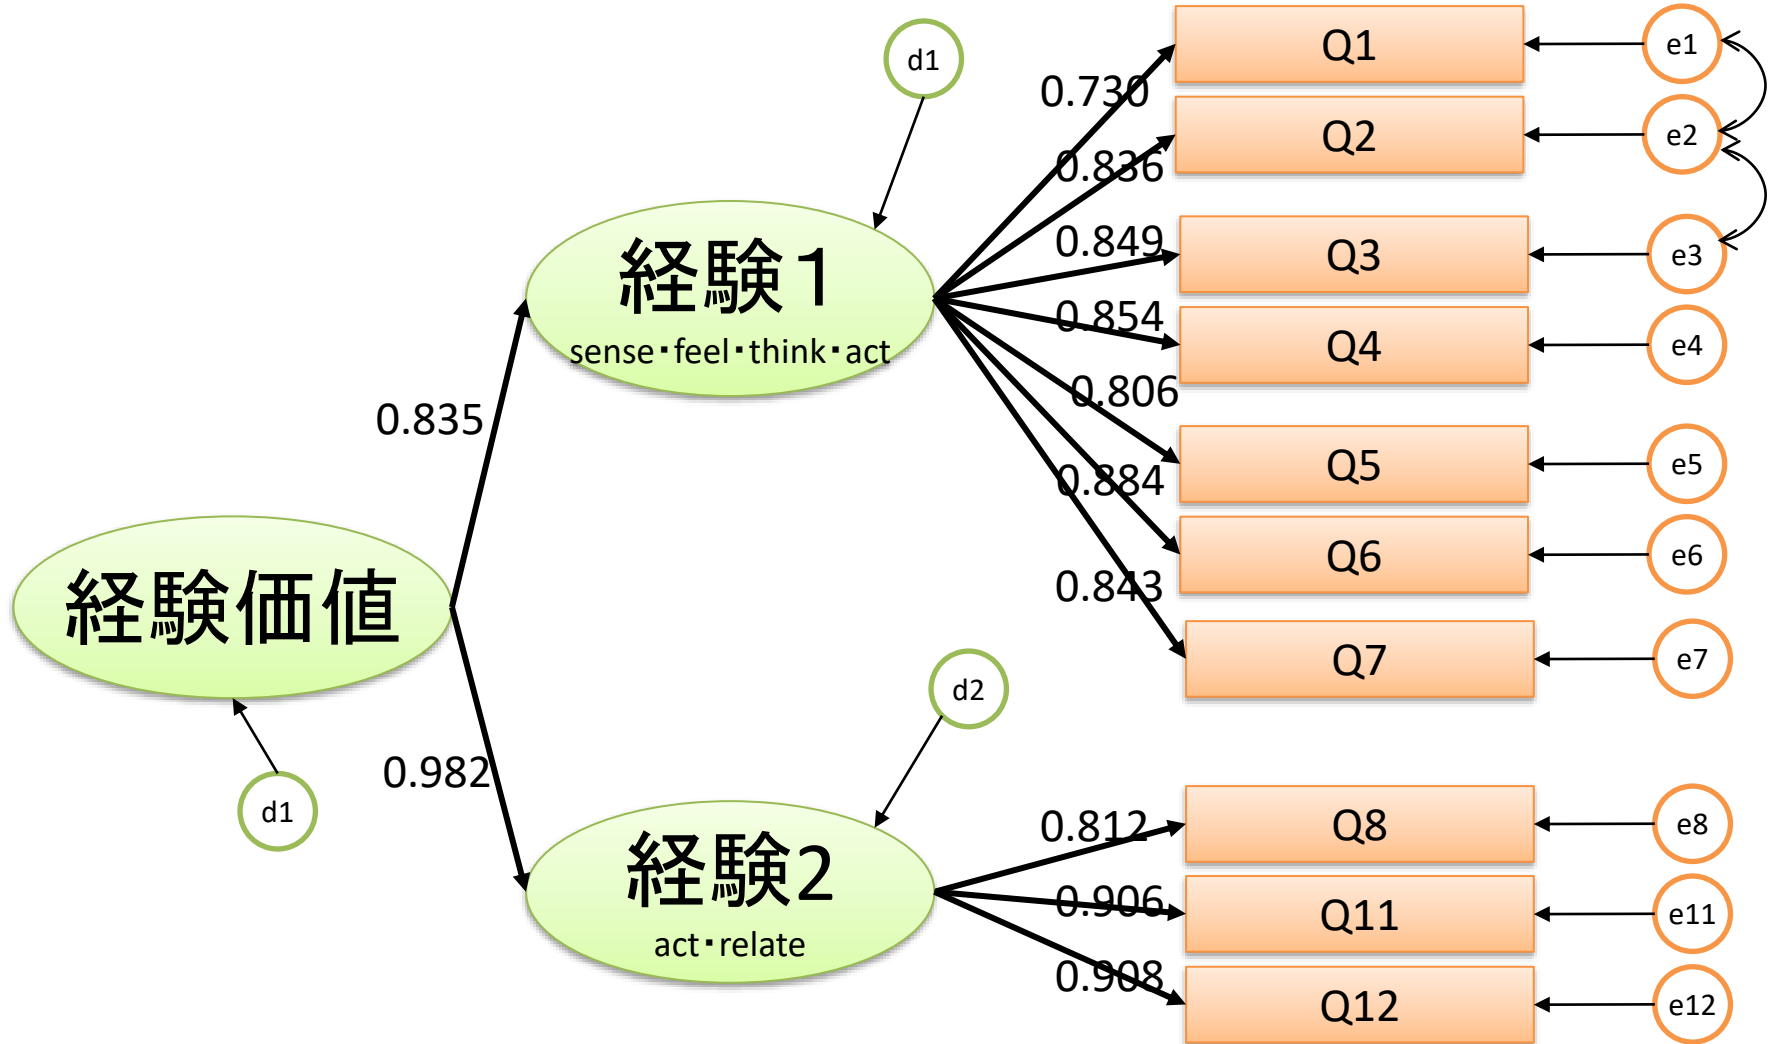 d1
Q1
e1
0.730
Q2
e2
0.836
経験1
sense・feel・think・act
0.849
Q3
e3
0.854
Q4
e4
0.806
Q5
e5
0.884
Q6
e6
0.843
Q7
e7
0.835
経験価値
d1
0.982
d2
経験2
act・relate
0.812
Q8
e8
0.906
Q11
e11
0.908
Q12
e12